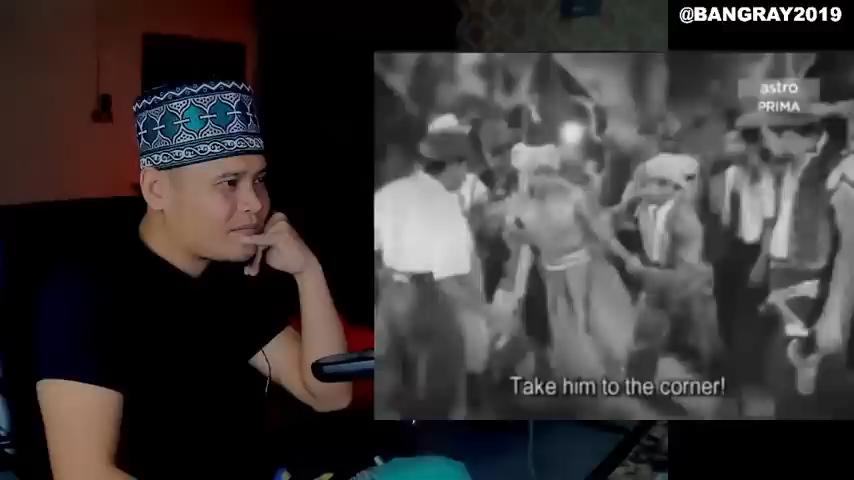 @BANGRAY2019
astro
PRIMA
Take him to the corner!